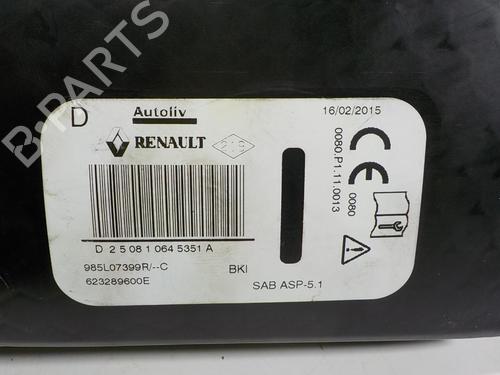 B-PARTS
D
Autoliv
16/02/2015
RENAULT
0080.P1.11.0013
0080
D 2 5 08 1 064 5351 A
985L07399R/--C
BKI
623289600E
SAB ASP-5.1